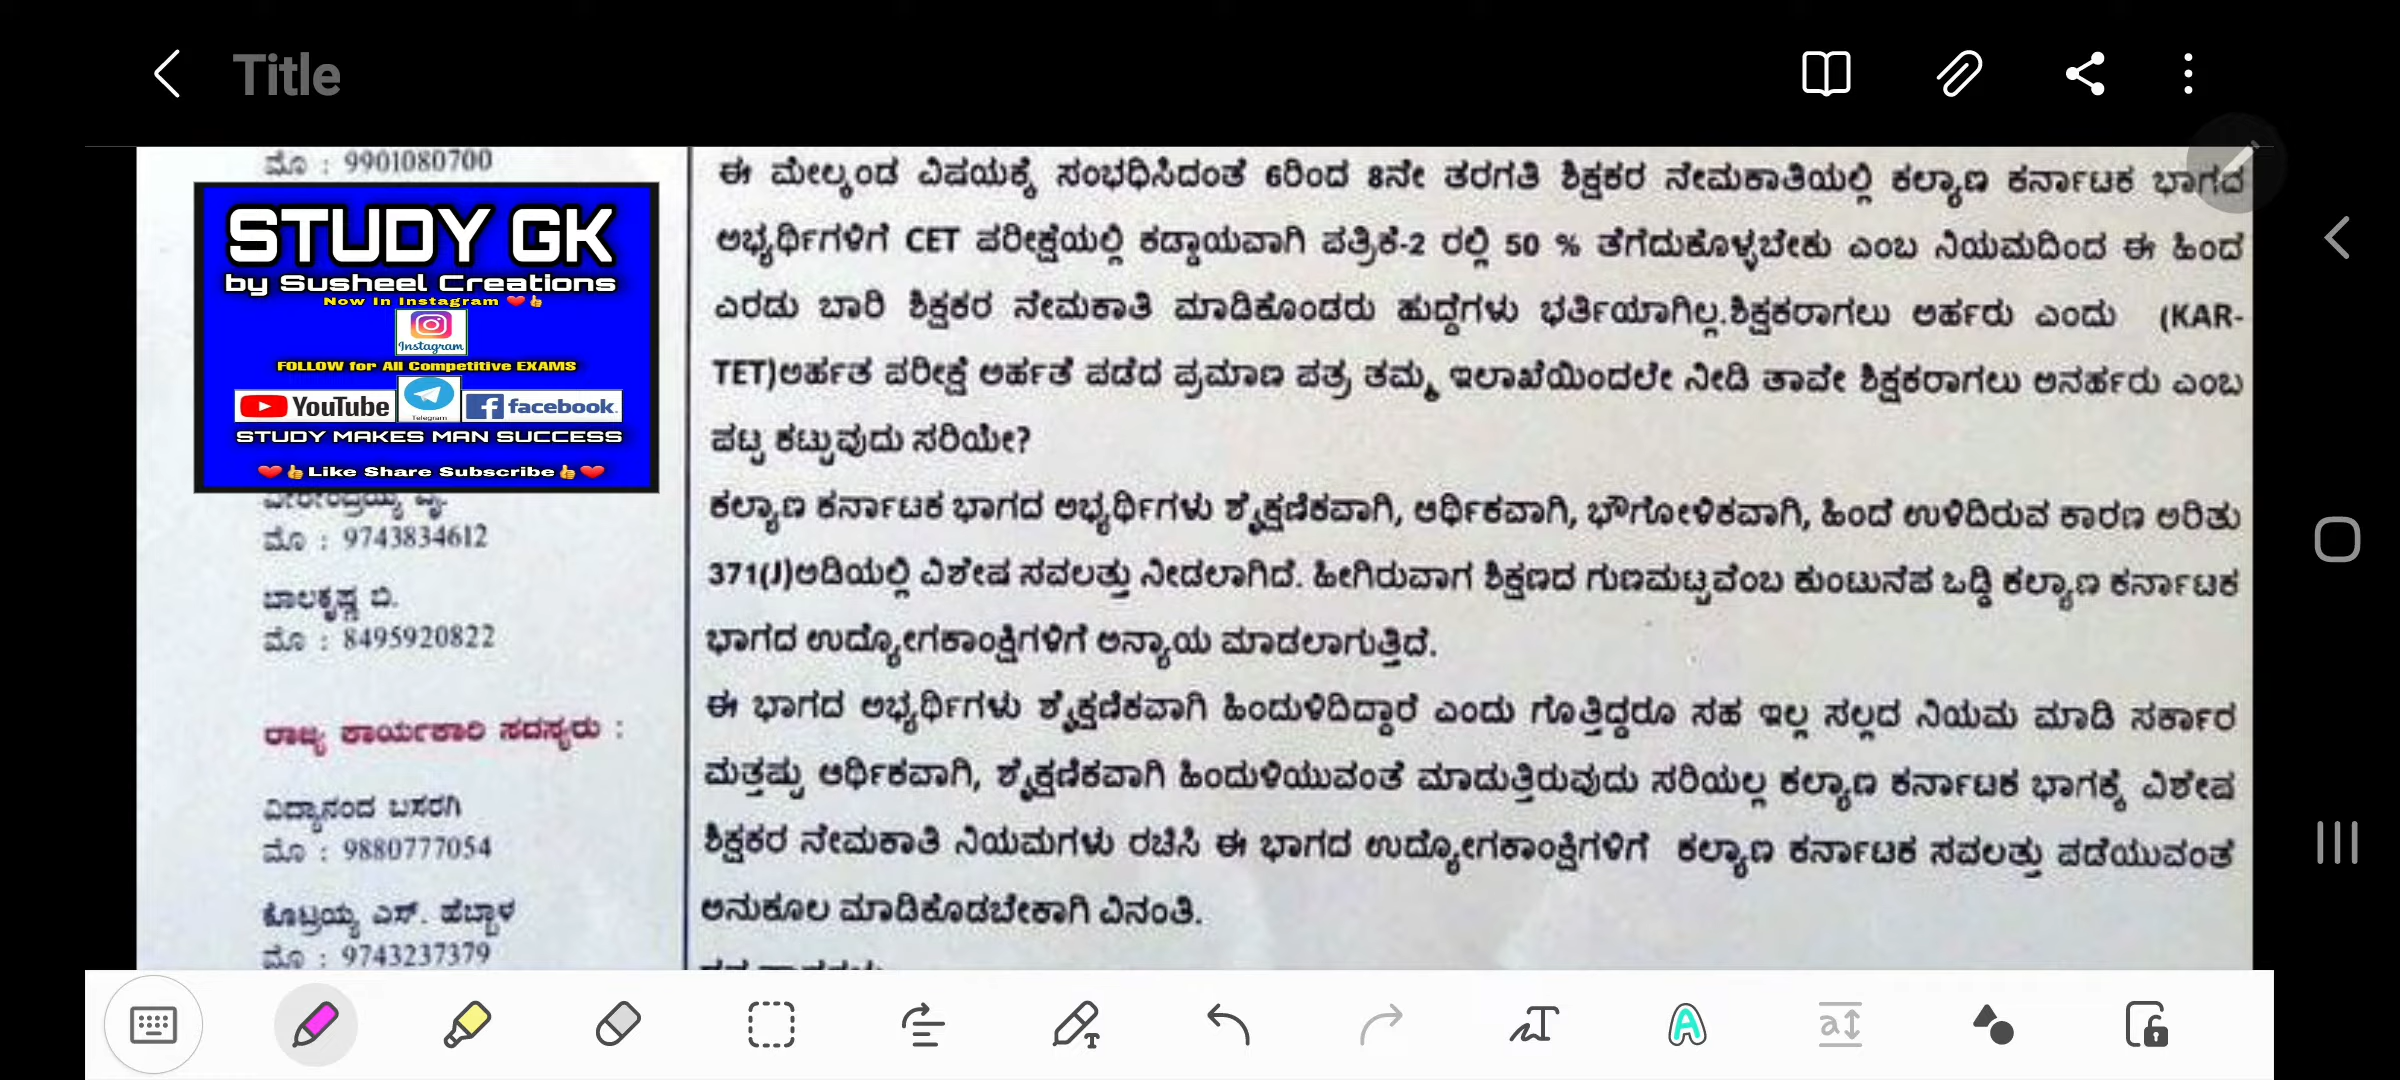 Title
ಮೊ : 9901080700
STUDY GK
by Susheel Creations
Now In Instagram
Instagram
FOLLOW for All Competitive EXAMS
YouTube
Telegram
facebook.
STUDY MAKES MAN SUCCESS
Like Share Subscribe
ಮೊ : 9743834612
ಬಾಲಕೃಷ್ಣ ಬಿ.
ಮೊ : 8495920822
ರಾಜ್ಯ ಕಾರ್ಯಕಾರಿ ಸದಸ್ಯರು :
ವಿದ್ಯಾನಂದ ಬಸರಗಿ
ಮೊ : 9880777054
ಕೊಟ್ರಯ್ಯ ಎಸ್. ಹೆಬ್ಬಾಳ
ಮೊ : 9743237379
ಈ ಮೇಲ್ಕಂಡ ವಿಷಯಕ್ಕೆ ಸಂಭಧಿಸಿದಂತೆ 6ರಿಂದ 8ನೇ ತರಗತಿ ಶಿಕ್ಷಕರ ನೇಮಕಾತಿಯಲ್ಲಿ ಕಲ್ಯಾಣ ಕರ್ನಾಟಕ ಭಾಗದ
ಅಭ್ಯರ್ಥಿಗಳಿಗೆ CET ಪರೀಕ್ಷೆಯಲ್ಲಿ ಕಡ್ಡಾಯವಾಗಿ ಪತ್ರಿಕೆ-2 ರಲ್ಲಿ 50 % ತೆಗೆದುಕೊಳ್ಳಬೇಕು ಎಂಬ ನಿಯಮದಿಂದ ಈ ಹಿಂದೆ
ಎರಡು ಬಾರಿ ಶಿಕ್ಷಕರ ನೇಮಕಾತಿ ಮಾಡಿಕೊಂಡರು ಹುದ್ದೆಗಳು ಭರ್ತಿಯಾಗಿಲ್ಲ.ಶಿಕ್ಷಕರಾಗಲು ಅರ್ಹರು ಎಂದು (KAR-
TET)ಅರ್ಹತ ಪರೀಕ್ಷೆ ಅರ್ಹತೆ ಪಡೆದ ಪ್ರಮಾಣ ಪತ್ರ ತಮ್ಮ ಇಲಾಖೆಯಿಂದಲೇ ನೀಡಿ ತಾವೇ ಶಿಕ್ಷಕರಾಗಲು ಅನರ್ಹರು ಎಂಬ
ಪಟ್ಟ ಕಟ್ಟುವುದು ಸರಿಯೇ?
ಕಲ್ಯಾಣ ಕರ್ನಾಟಕ ಭಾಗದ ಅಭ್ಯರ್ಥಿಗಳು ಶೈಕ್ಷಣಿಕವಾಗಿ, ಆರ್ಥಿಕವಾಗಿ, ಭೌಗೋಳಿಕವಾಗಿ, ಹಿಂದೆ ಉಳಿದಿರುವ ಕಾರಣ ಅರಿತು
371(J)ಅಡಿಯಲ್ಲಿ ವಿಶೇಷ ಸವಲತ್ತು ನೀಡಲಾಗಿದೆ. ಹೀಗಿರುವಾಗ ಶಿಕ್ಷಣದ ಗುಣಮಟ್ಟವೆಂಬ ಕುಂಟುನೆಪ ಒಡ್ಡಿ ಕಲ್ಯಾಣ ಕರ್ನಾಟಕ
ಭಾಗದ ಉದ್ಯೋಗಕಾಂಕ್ಷಿಗಳಿಗೆ ಅನ್ಯಾಯ ಮಾಡಲಾಗುತ್ತಿದೆ.
ಈ ಭಾಗದ ಅಭ್ಯರ್ಥಿಗಳು ಶೈಕ್ಷಣಿಕವಾಗಿ ಹಿಂದುಳಿದಿದ್ದಾರೆ ಎಂದು ಗೊತ್ತಿದ್ದರೂ ಸಹ ಇಲ್ಲ ಸಲ್ಲದ ನಿಯಮ ಮಾಡಿ ಸರ್ಕಾರ
ಮತ್ತಷ್ಟು ಆರ್ಥಿಕವಾಗಿ, ಶೈಕ್ಷಣಿಕವಾಗಿ ಹಿಂದುಳಿಯುವಂತೆ ಮಾಡುತ್ತಿರುವುದು ಸರಿಯಲ್ಲ ಕಲ್ಯಾಣ ಕರ್ನಾಟಕ ಭಾಗಕ್ಕೆ ವಿಶೇಷ
ಶಿಕ್ಷಕರ ನೇಮಕಾತಿ ನಿಯಮಗಳು ರಚಿಸಿ ಈ ಭಾಗದ ಉದ್ಯೋಗಕಾಂಕ್ಷಿಗಳಿಗೆ ಕಲ್ಯಾಣ ಕರ್ನಾಟಕ ಸವಲತ್ತು ಪಡೆಯುವಂತೆ
ಅನುಕೂಲ ಮಾಡಿಕೊಡಬೇಕಾಗಿ ವಿನಂತಿ.